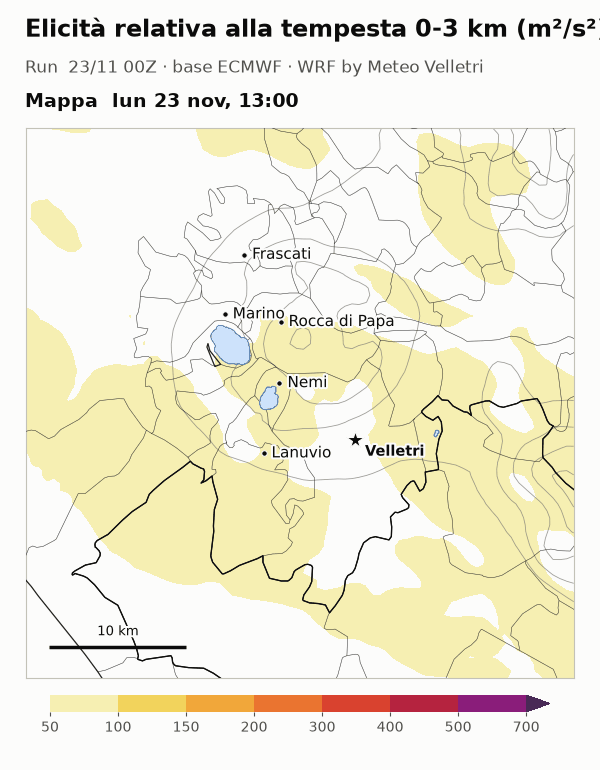 Elicità relativa alla tempesta 0-3 km (m²/s²)
Run  23/11 00Z · base ECMWF · WRF by Meteo Velletri
Mappa  lun 23 nov, 13:00
Frascati
Marino
Rocca di Papa
Nemi
Velletri
Lanuvio
10 km
50 100 150 200 300 400 500 700